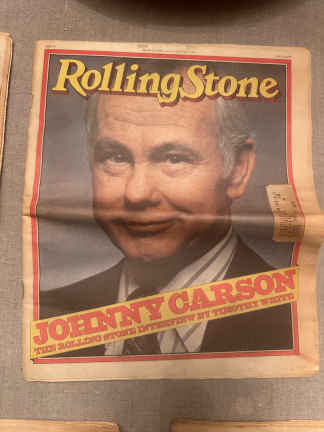 RollingStone
JOHNNY CARSON
THE ROLLING STONE INTERVIEW BY TIMOTHY WHITE